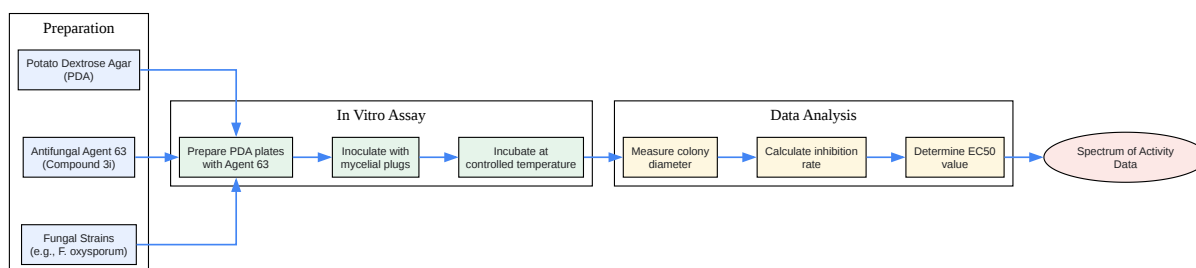 Preparation
Potato Dextrose Agar
(PDA)
Antifungal Agent 63
(Compound 3i)
Fungal Strains
(e.g., F. oxysporum)
In Vitro Assay
Prepare PDA plates
with Agent 63
Inoculate with
mycelial plugs
Incubate at
controlled temperature
Data Analysis
Measure colony
diameter
Calculate inhibition
rate
Determine EC50
value
Spectrum of Activity
Data